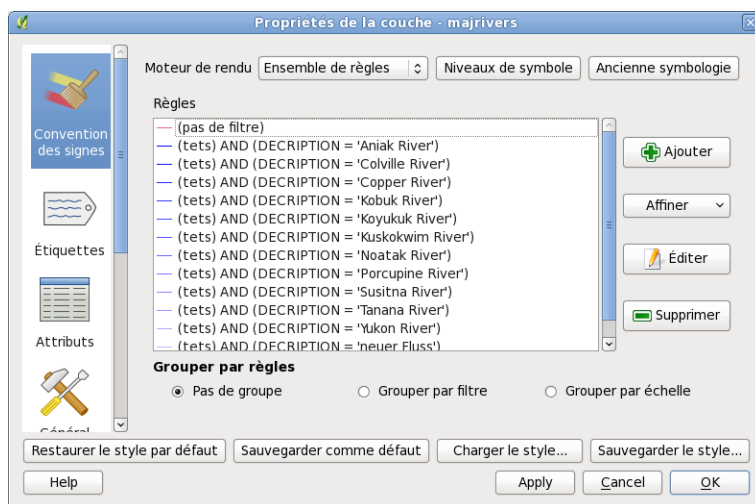 Propriétés de la couche - majrivers
Convention
des signes
Étiquettes
Attributs
Général
Moteur de rendu Ensemble de règles Niveaux de symbole Ancienne symbologie
Règles
(pas de filtre)
(tets) AND (DECRIPTION = 'Aniak River')
(tets) AND (DECRIPTION = 'Colville River')
(tets) AND (DECRIPTION = 'Copper River')
(tets) AND (DECRIPTION = 'Kobuk River')
(tets) AND (DECRIPTION = 'Koyukuk River')
(tets) AND (DECRIPTION = 'Kuskokwim River')
(tets) AND (DECRIPTION = 'Noatak River')
(tets) AND (DECRIPTION = 'Porcupine River')
(tets) AND (DECRIPTION = 'Susitna River')
(tets) AND (DECRIPTION = 'Tanana River')
(tets) AND (DECRIPTION = 'Yukon River')
(tets) AND (DECRIPTION = 'neuer Fluss')
Ajouter
Affiner
Éditer
Supprimer
Grouper par règles
Pas de groupe Grouper par filtre Grouper par échelle
Restaurer le style par défaut Sauvegarder comme défaut Charger le style... Sauvegarder le style...
Help Apply Cancel OK